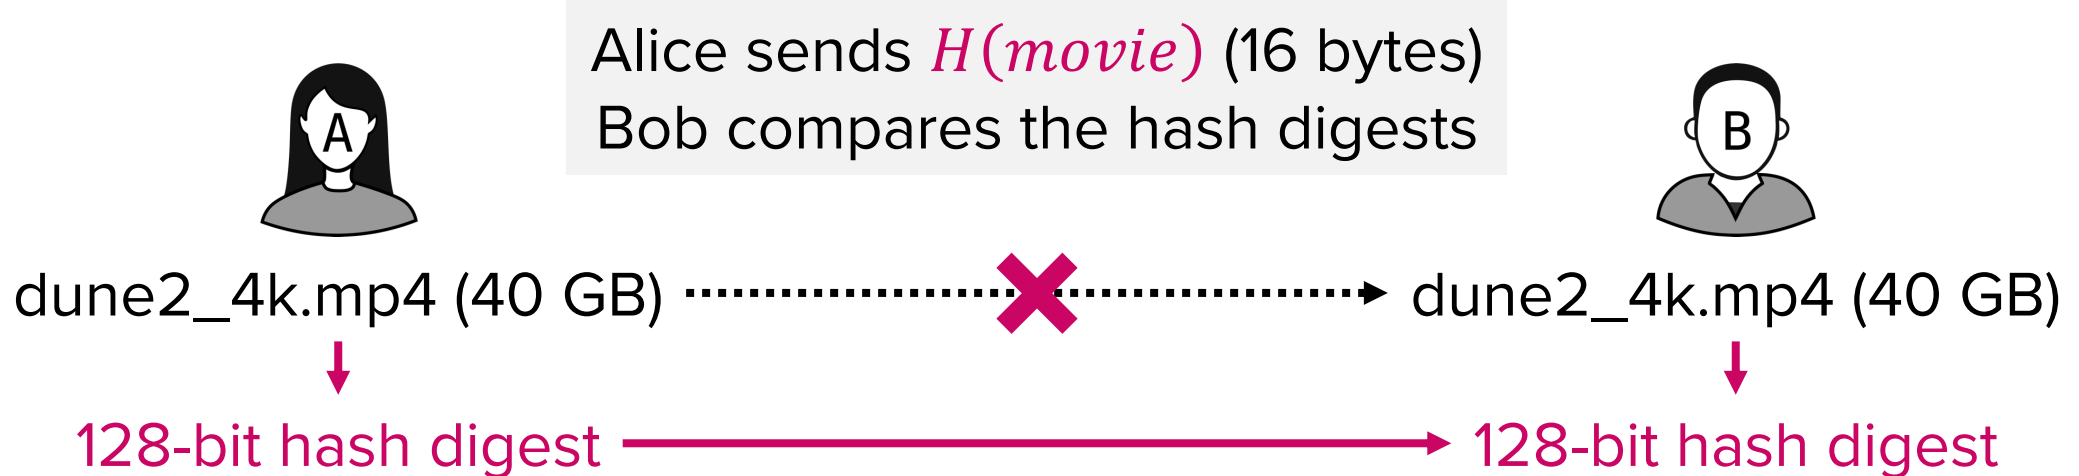 Alice sends H(movie) (16 bytes)
Bob compares the hash digests
A
B
dune2_4k.mp4 (40 GB)
dune2_4k.mp4 (40 GB)
128-bit hash digest
128-bit hash digest